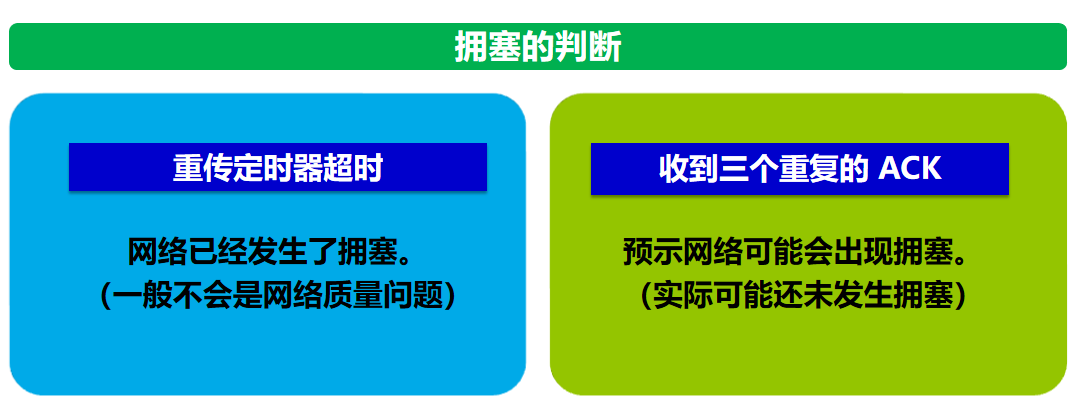 拥塞的判断
重传定时器超时
网络已经发生了拥塞。
（一般不会是网络质量问题）
收到三个重复的 ACK
预示网络可能会出现拥塞。
（实际可能还未发生拥塞）